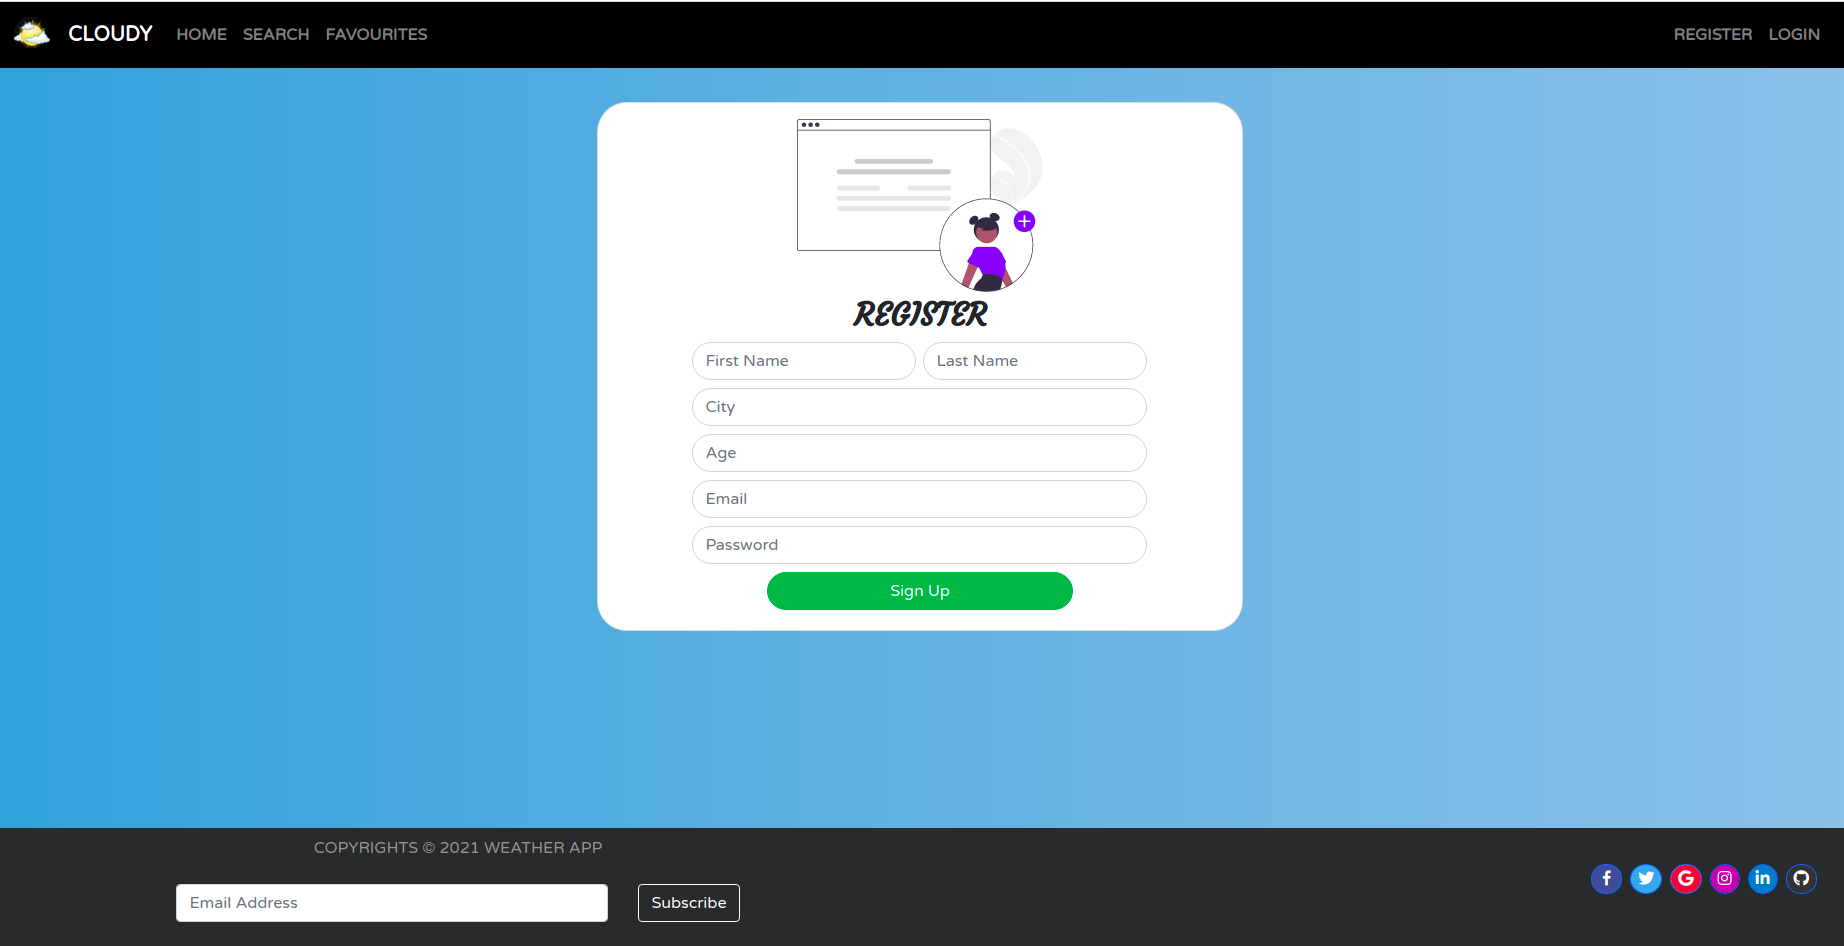 CLOUDY HOME SEARCH FAVOURITES REGISTER LOGIN
REGISTER
First Name Last Name
City
Age
Email
Password
Sign Up
COPYRIGHTS © 2021 WEATHER APP
Email Address Subscribe